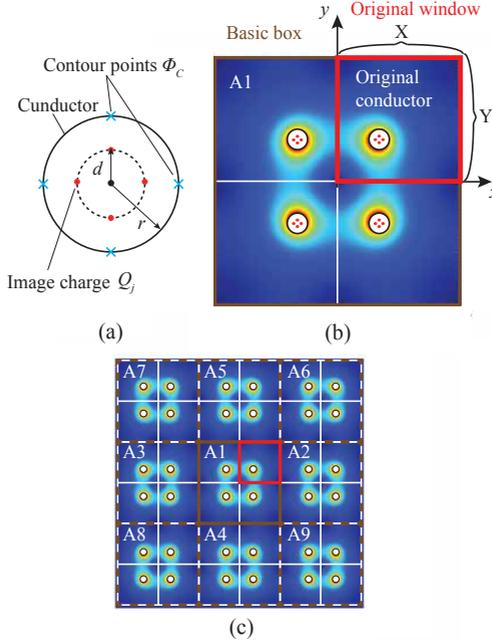 y
Original window
Basic box
X
Contour points Φ_C
Cunductor
A1
Original
conductor
Y
d
r
x
Image charge Q_j
(a)
(b)
A7
A5
A6
A3
A1
A2
A8
A4
A9
(c)